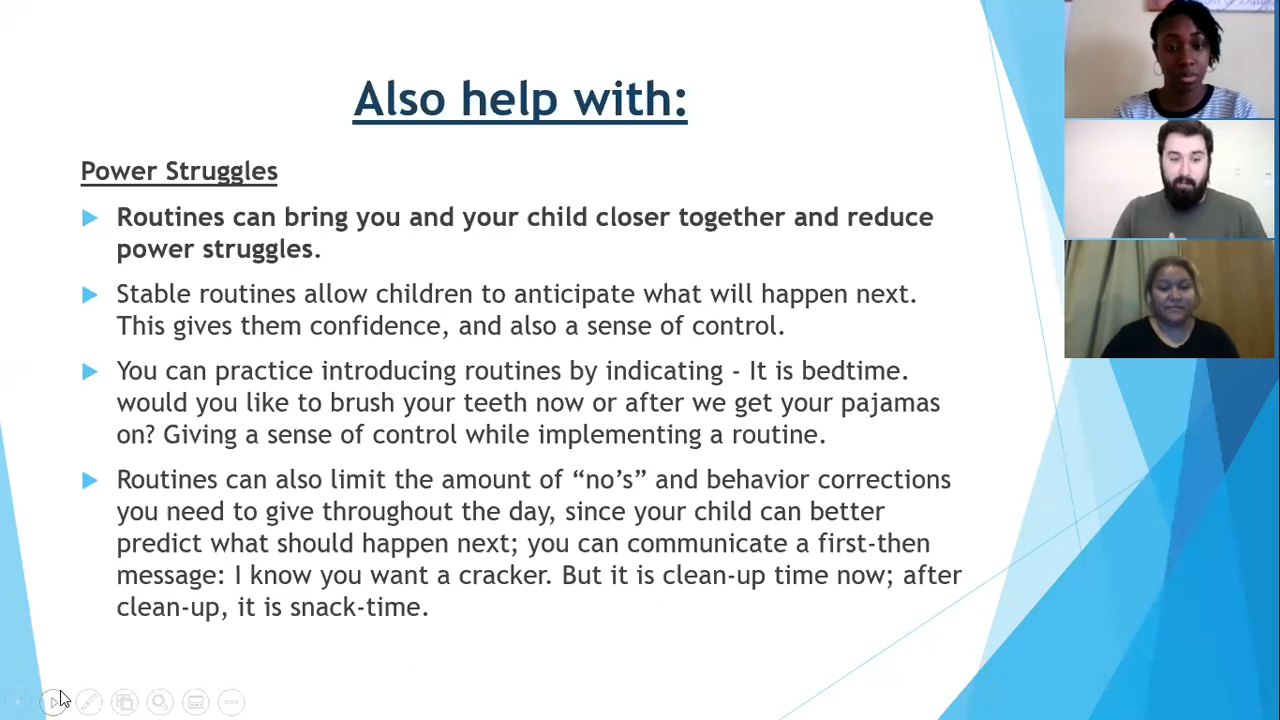 Also help with:
Power Struggles
Routines can bring you and your child closer together and reduce
power struggles.
Stable routines allow children to anticipate what will happen next.
This gives them confidence, and also a sense of control.
You can practice introducing routines by indicating - It is bedtime.
would you like to brush your teeth now or after we get your pajamas
on? Giving a sense of control while implementing a routine.
Routines can also limit the amount of “no’s” and behavior corrections
you need to give throughout the day, since your child can better
predict what should happen next; you can communicate a first-then
message: I know you want a cracker. But it is clean-up time now; after
clean-up, it is snack-time.